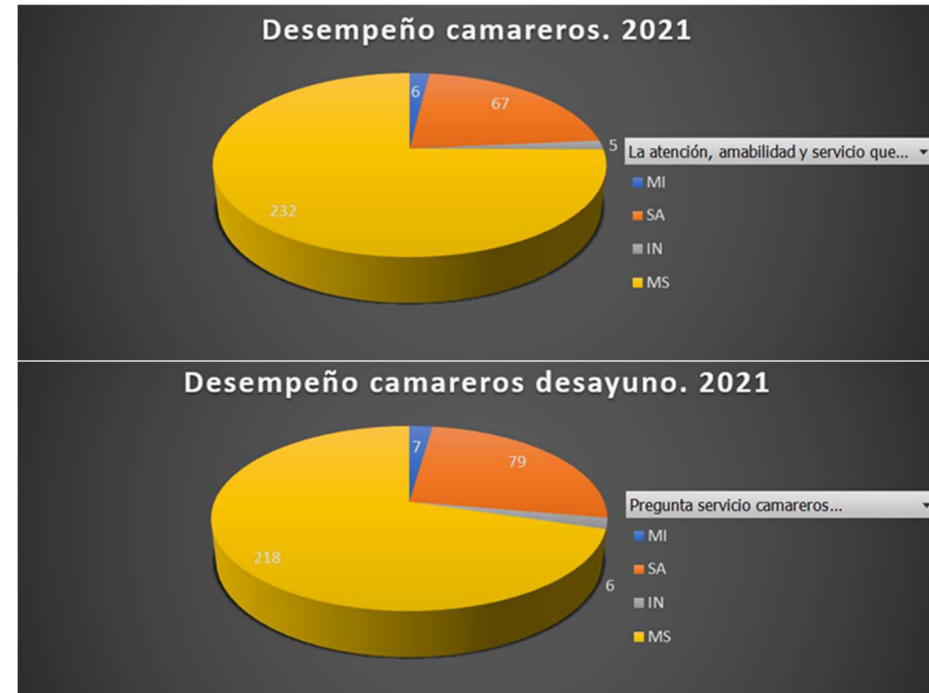 Desempeño camareros. 2021
6
67
5
232
La atención, amabilidad y servicio que...
MI
SA
IN
MS
Desempeño camareros desayuno. 2021
7
79
6
218
Pregunta servicio camareros...
MI
SA
IN
MS